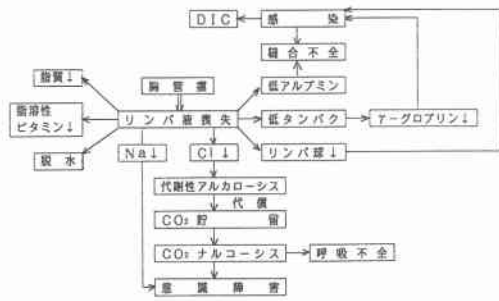 DIC
感染
縫合不全
脂質↓
胸管瘻
低アルブミン
脂溶性
ビタミン↓
リンパ液喪失
低タンパク
γ-グロブリン↓
脱水
Na↓
Cl↓
リンパ球↓
代謝性アルカローシス
代償
CO₂貯留
CO₂ナルコーシス
呼吸不全
意識障害